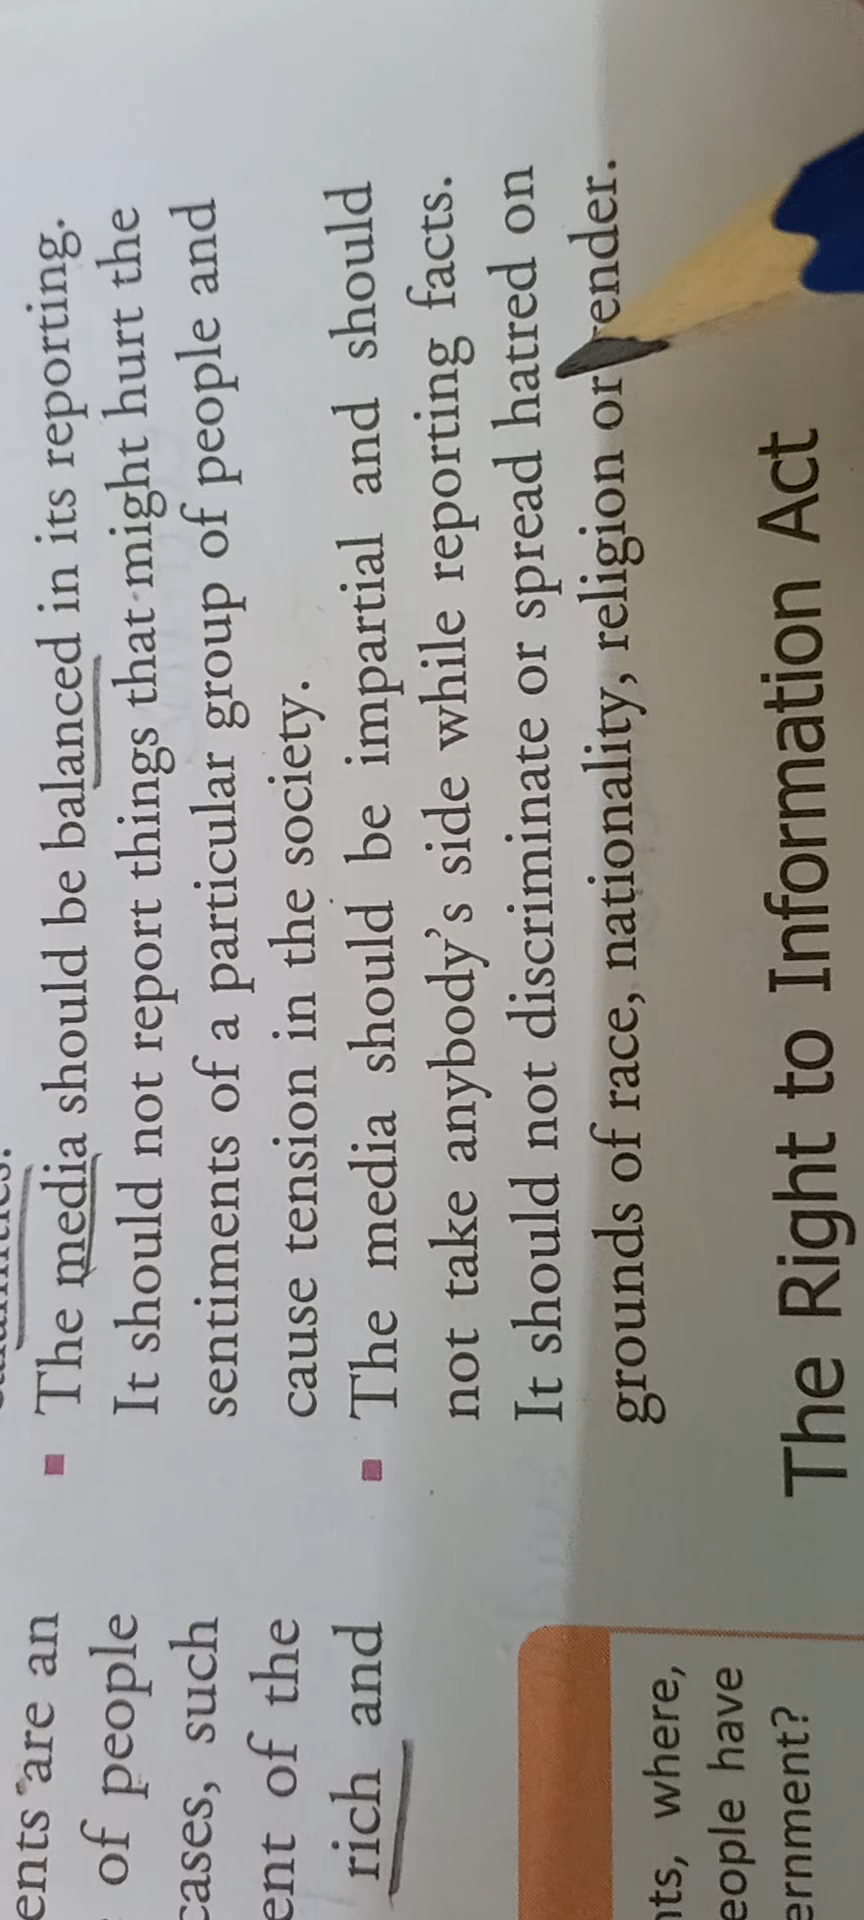 The media should be balanced in its reporting.
It should not report things that might hurt the
sentiments of a particular group of people and
cause tension in the society.
The media should be impartial and should
not take anybody's side while reporting facts.
It should not discriminate or spread hatred on
grounds of race, nationality, religion or ender.
The Right to Information Act
ents are an
of people
cases, such
ent of the
rich and
nts, where,
eople have
ernment?